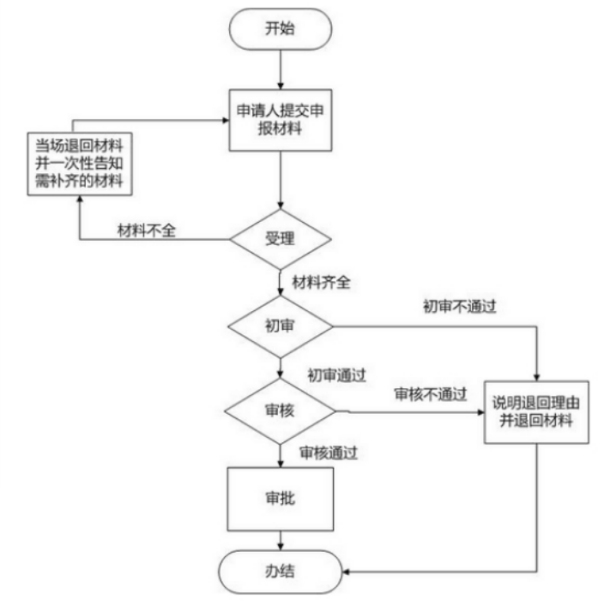 开始
申请人提交申
报材料
当场退回材料
并一次性告知
需补齐的材料
材料不全
受理
材料齐全
初审
初审不通过
初审通过
审核
审核不通过
说明退回理由
并退回材料
审核通过
审批
办结